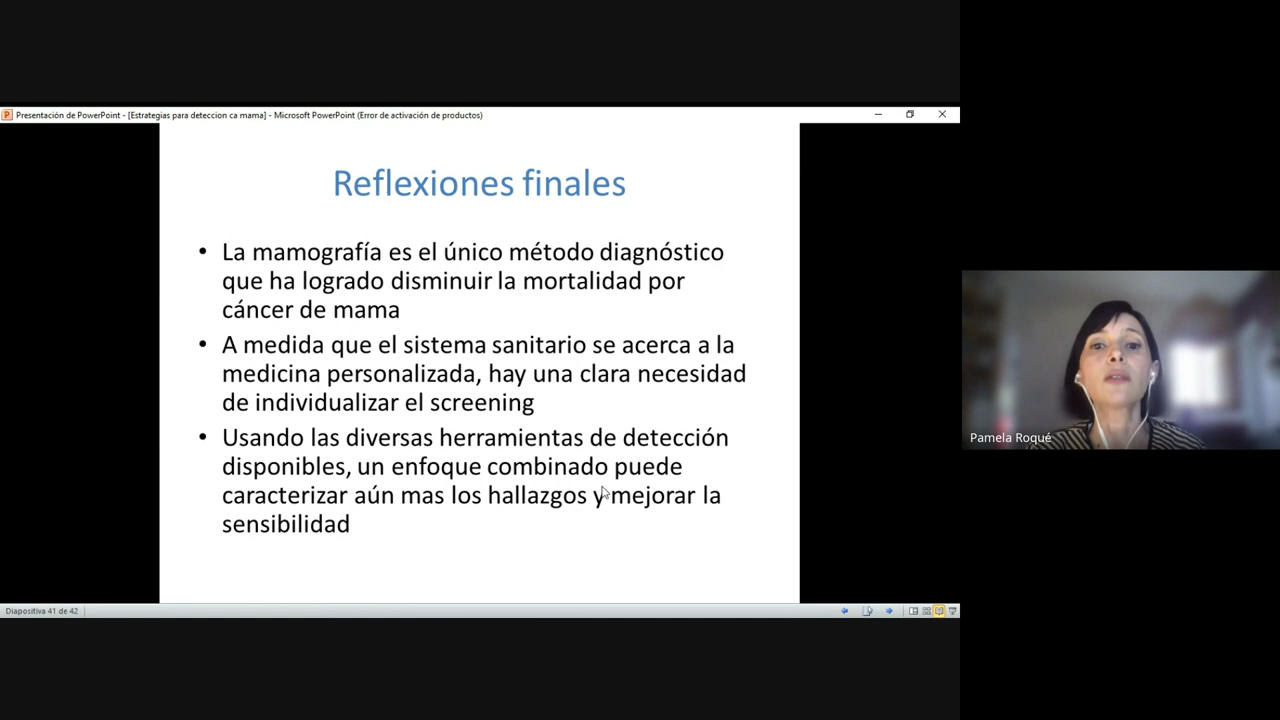 Presentación de PowerPoint - [Estrategias para deteccion ca mama] - Microsoft PowerPoint (Error de activación de productos)
Reflexiones finales
• La mamografía es el único método diagnóstico
que ha logrado disminuir la mortalidad por
cáncer de mama
• A medida que el sistema sanitario se acerca a la
medicina personalizada, hay una clara necesidad
de individualizar el screening
• Usando las diversas herramientas de detección
disponibles, un enfoque combinado puede
caracterizar aún mas los hallazgos y mejorar la
sensibilidad
Pamela Roqué
Diapositiva 41 de 42